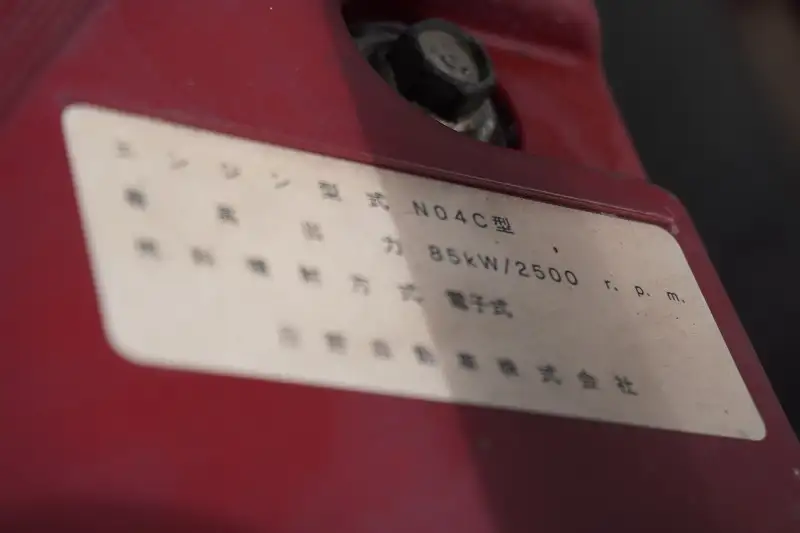 エンジン型式 N04C型
最高出力 85kW/2500 r.p.m.
燃料噴射方式 電子式
日野自動車株式会社